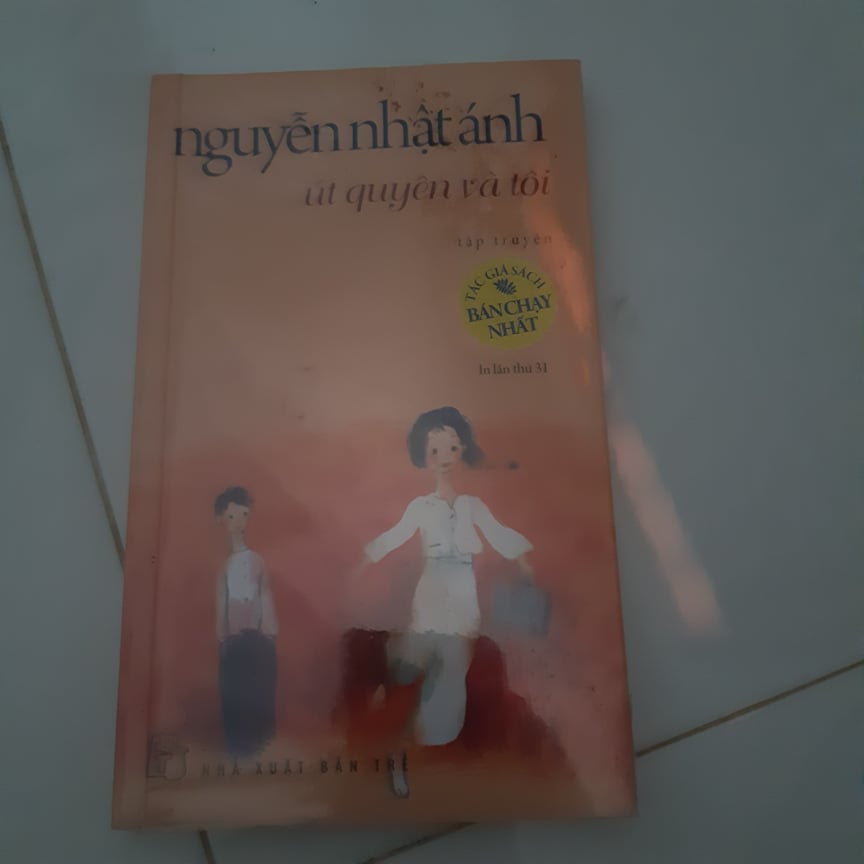 nguyễn nhật ánh
út quyên và tôi
tập truyện
TÁC GIẢ SÁCH
BÁN CHẠY
NHẤT
In lần thứ 31
NHÀ XUẤT BẢN TRẺ